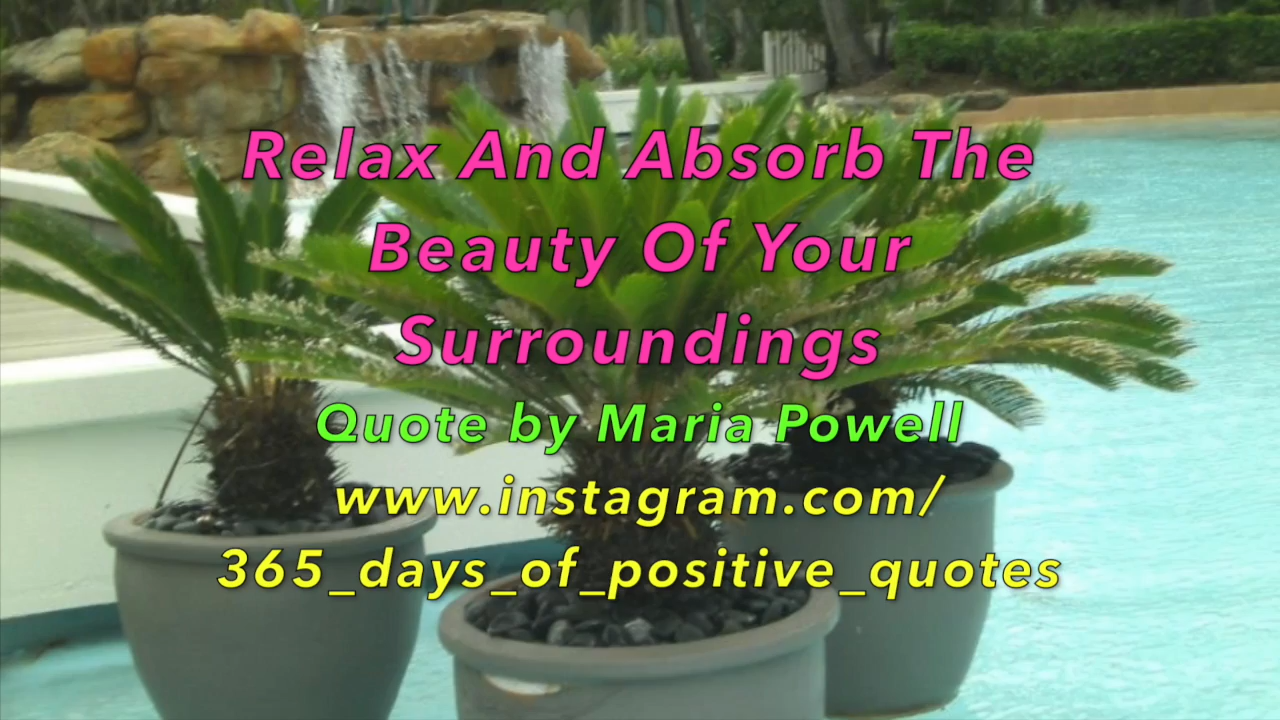 Relax And Absorb The
Beauty Of Your
Surroundings
Quote by Maria Powell
www.instagram.com/
365_days_of_positive_quotes